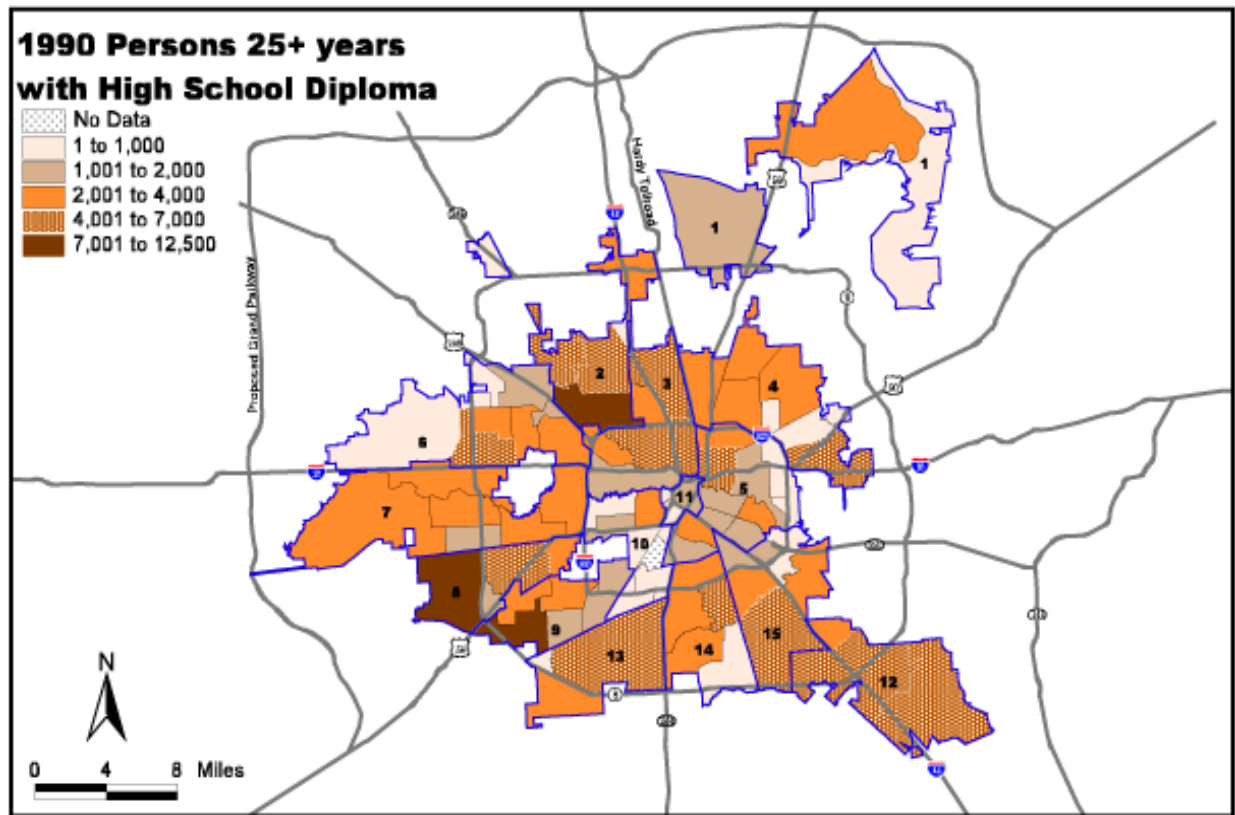 1990 Persons 25+ years
with High School Diploma
No Data
1 to 1,000
1,001 to 2,000
2,001 to 4,000
4,001 to 7,000
7,001 to 12,500
Hardy Tollroad
Proposed Grand Parkway
1
1
2
3
4
6
5
11
7
10
8
9
13
14
15
12
N
0 4 8 Miles